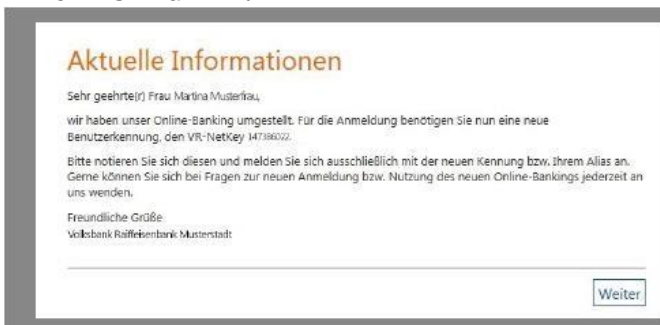 Aktuelle Informationen
Sehr geehrte(r) Frau Martina Musterfrau,
wir haben unser Online-Banking umgestellt. Für die Anmeldung benötigen Sie nun eine neue
Benutzerkennung, den VR-NetKey 147386022.
Bitte notieren Sie sich diesen und melden Sie sich ausschließlich mit der neuen Kennung bzw. Ihrem Alias an.
Gerne können Sie sich bei Fragen zur neuen Anmeldung bzw. Nutzung des neuen Online-Bankings jederzeit an
uns wenden.
Freundliche Grüße
Volksbank Raiffeisenbank Musterstadt
Weiter